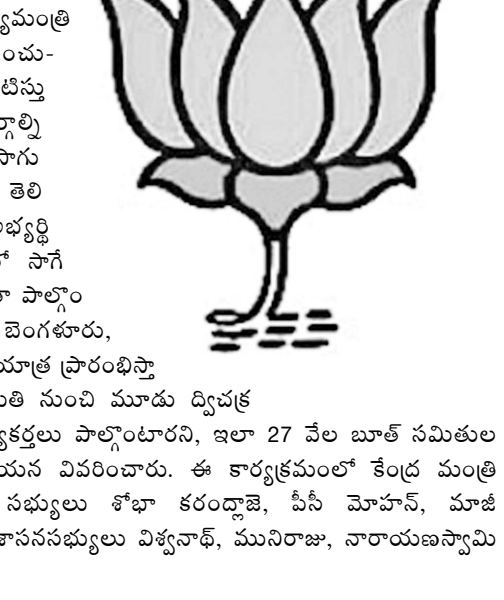 ్యమంత్రి
ంచు-
టిస్తు
ర్గాల్ని
సాగు
తెలి
అభ్యర్థి
లో సాగే
ా పాల్గొం
బెంగళూరు,
యాత్ర ప్రారంభిస్తా
మితి నుంచి మూడు ద్విచక్ర
్యకర్తలు పాల్గొంటారని, ఇలా 27 వేల బూత్ సమితుల
యన వివరించారు. ఈ కార్యక్రమంలో కేంద్ర మంత్రి
సభ్యులు శోభా కరంద్లాజె, పీసీ మోహన్, మాజీ
శాసనసభ్యులు విశ్వనాథ్, మునిరాజు, నారాయణస్వామి